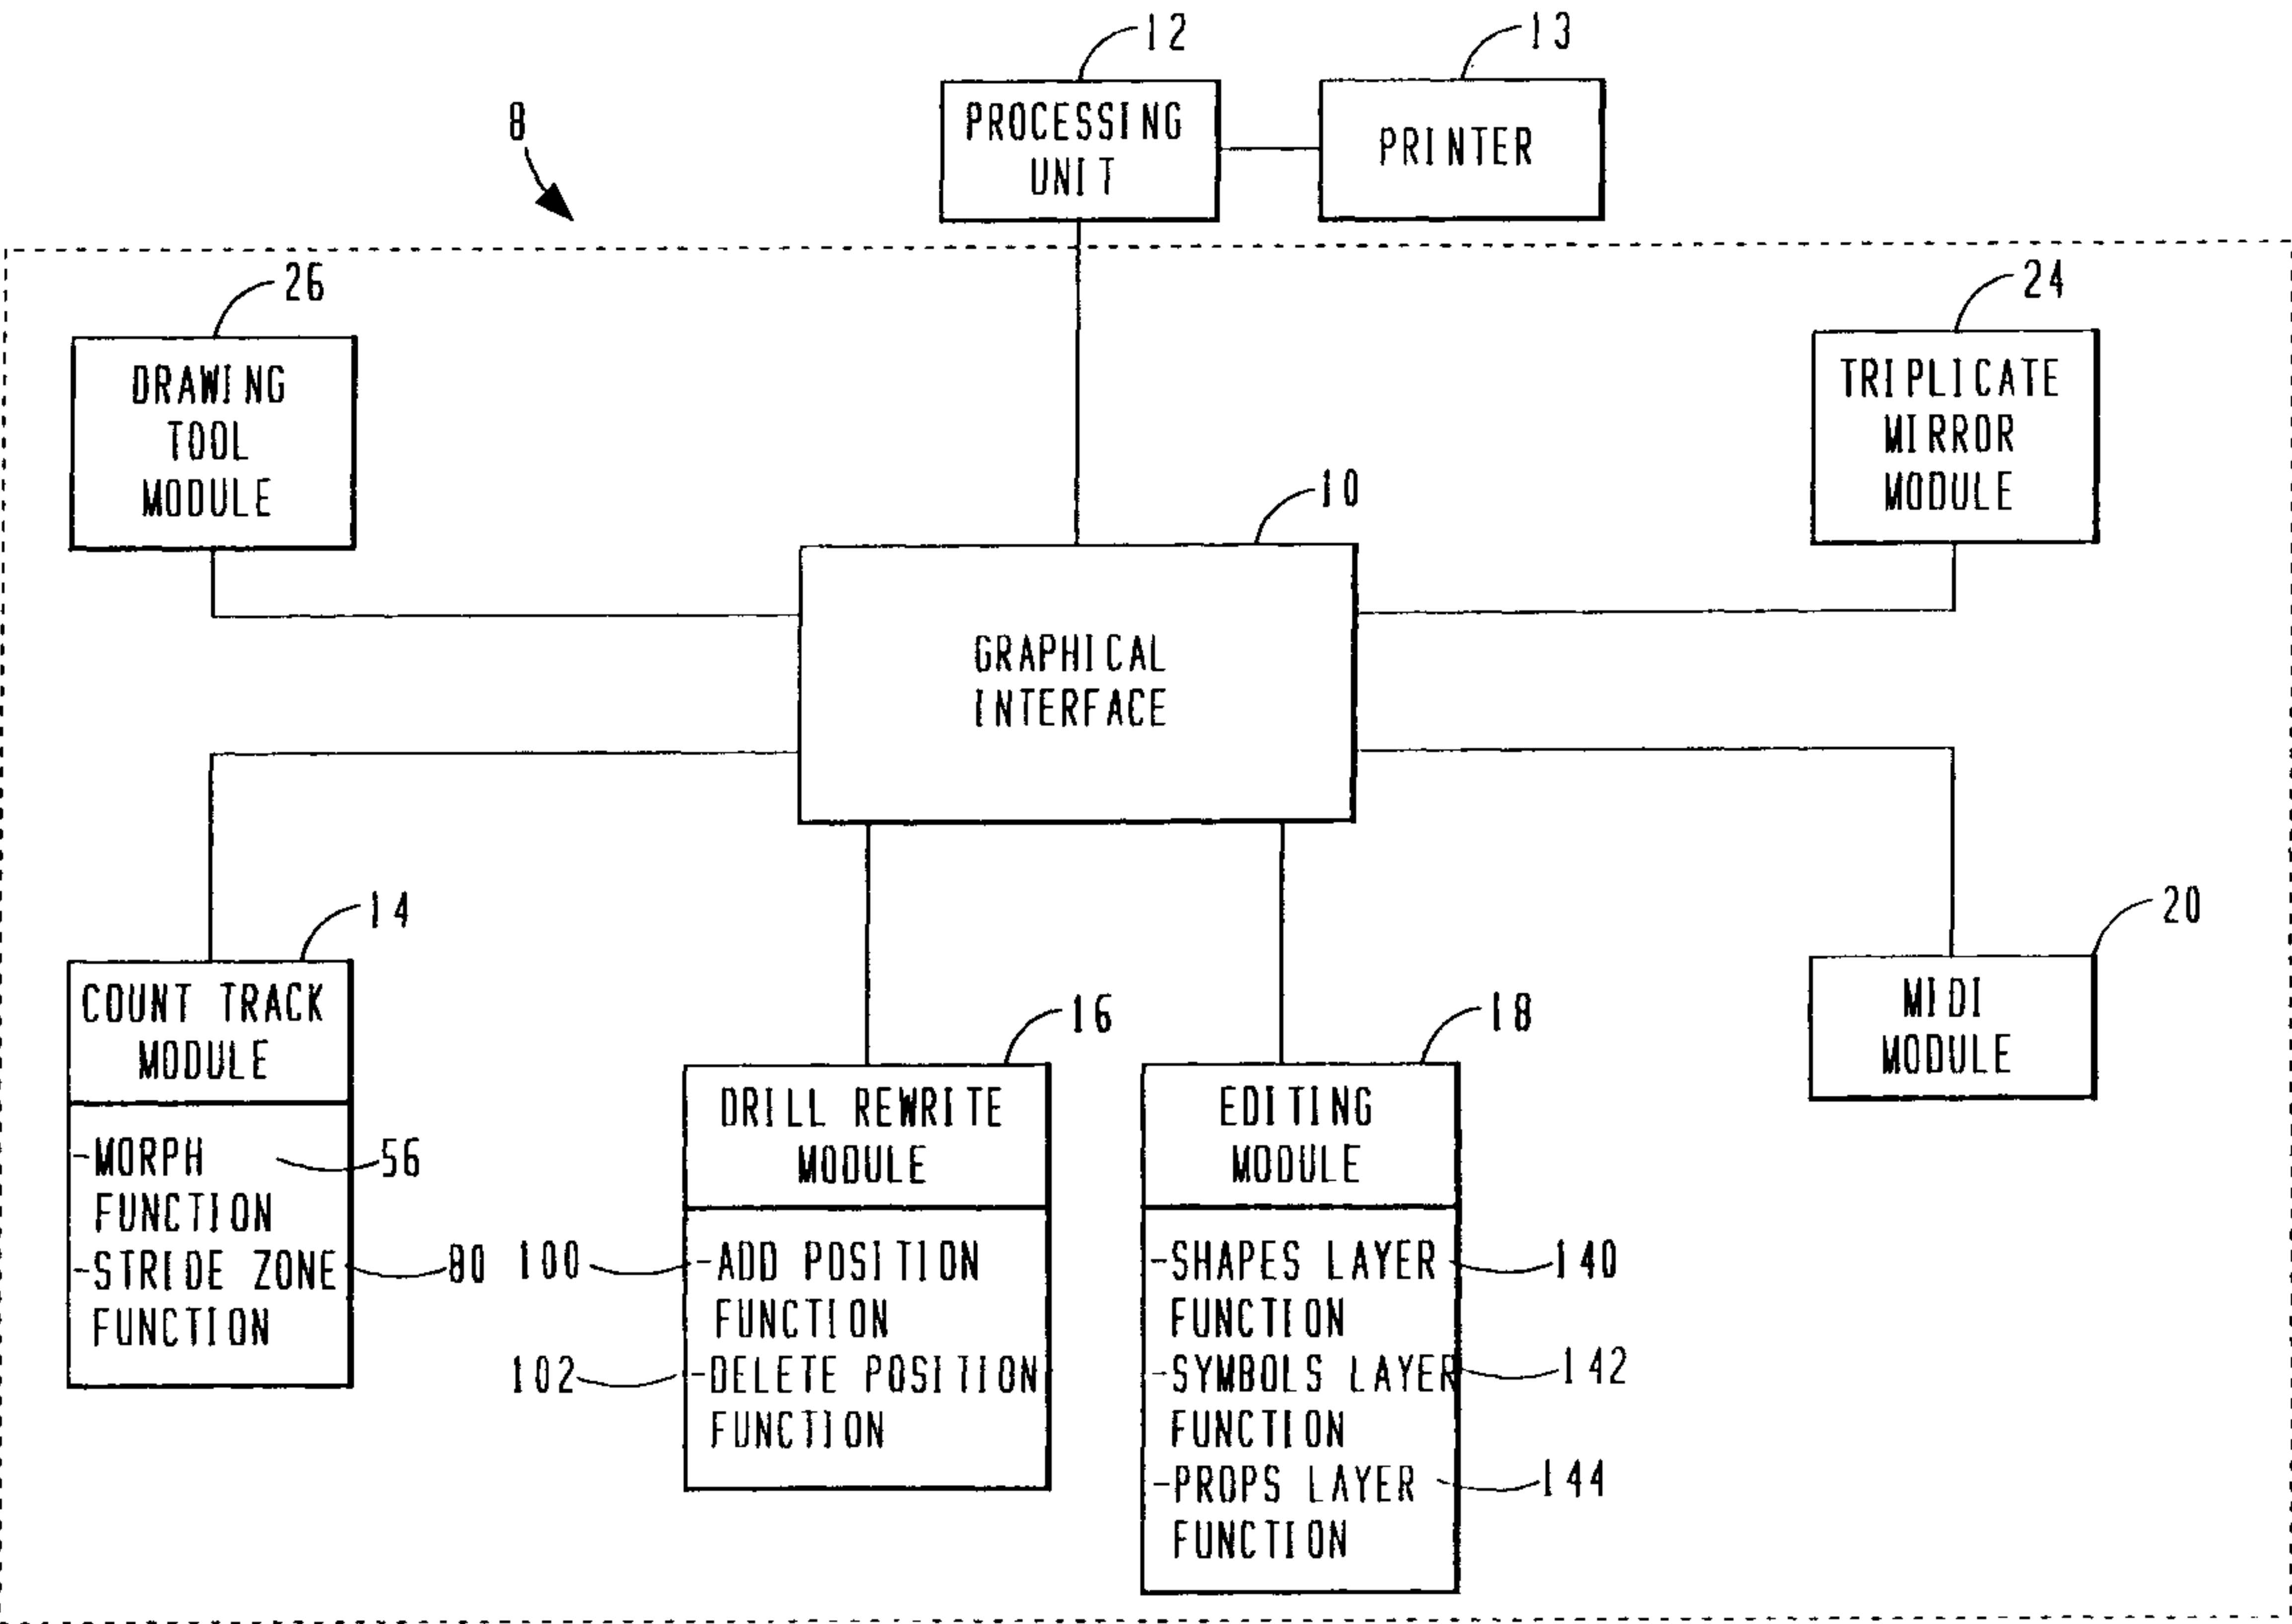 12
13
8
PROCESSING
UNIT
PRINTER
26
24
DRAWING
TOOL
MODULE
TRIPLICATE
MIRROR
MODULE
10
GRAPHICAL
INTERFACE
14
COUNT TRACK
MODULE
-MORPH
FUNCTION
56
-STRIDE ZONE
FUNCTION
80
16
DRILL REWRITE
MODULE
100
-ADD POSITION
FUNCTION
102
-DELETE POSITION
FUNCTION
18
EDITING
MODULE
-SHAPES LAYER
FUNCTION
140
-SYMBOLS LAYER
FUNCTION
142
-PROPS LAYER
FUNCTION
144
20
MIDI
MODULE